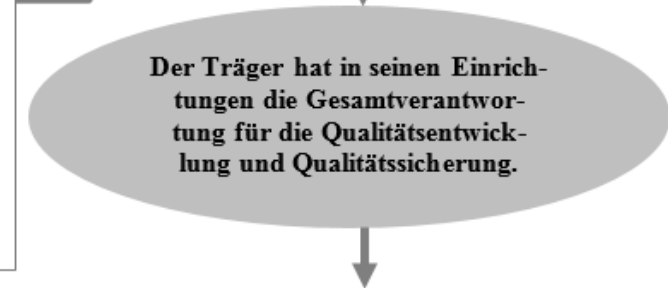 Der Träger hat in seinen Einrich-
tungen die Gesamtverantwor-
tung für die Qualitätsentwick-
lung und Qualitätssicherung.